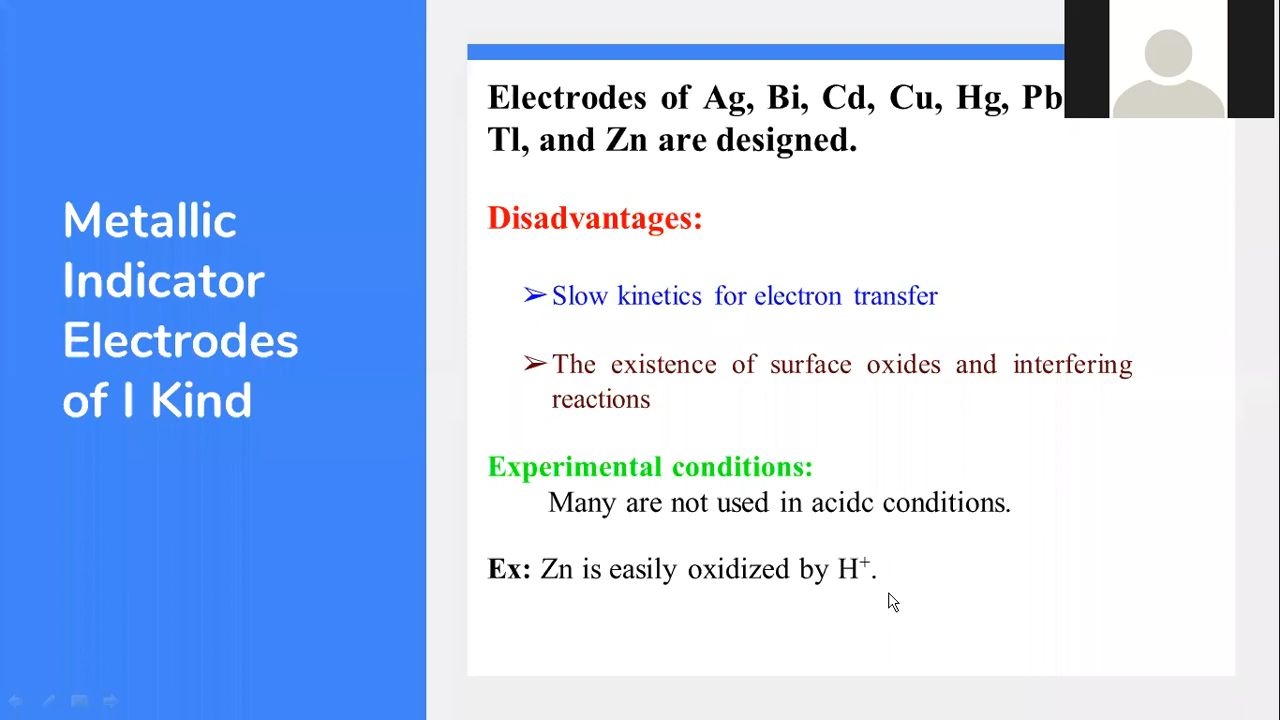 Metallic
Indicator
Electrodes
of I Kind
Electrodes of Ag, Bi, Cd, Cu, Hg, Pb
Tl, and Zn are designed.
Disadvantages:
➢ Slow kinetics for electron transfer
➢ The existence of surface oxides and interfering
reactions
Experimental conditions:
Many are not used in acidc conditions.
Ex: Zn is easily oxidized by H⁺.